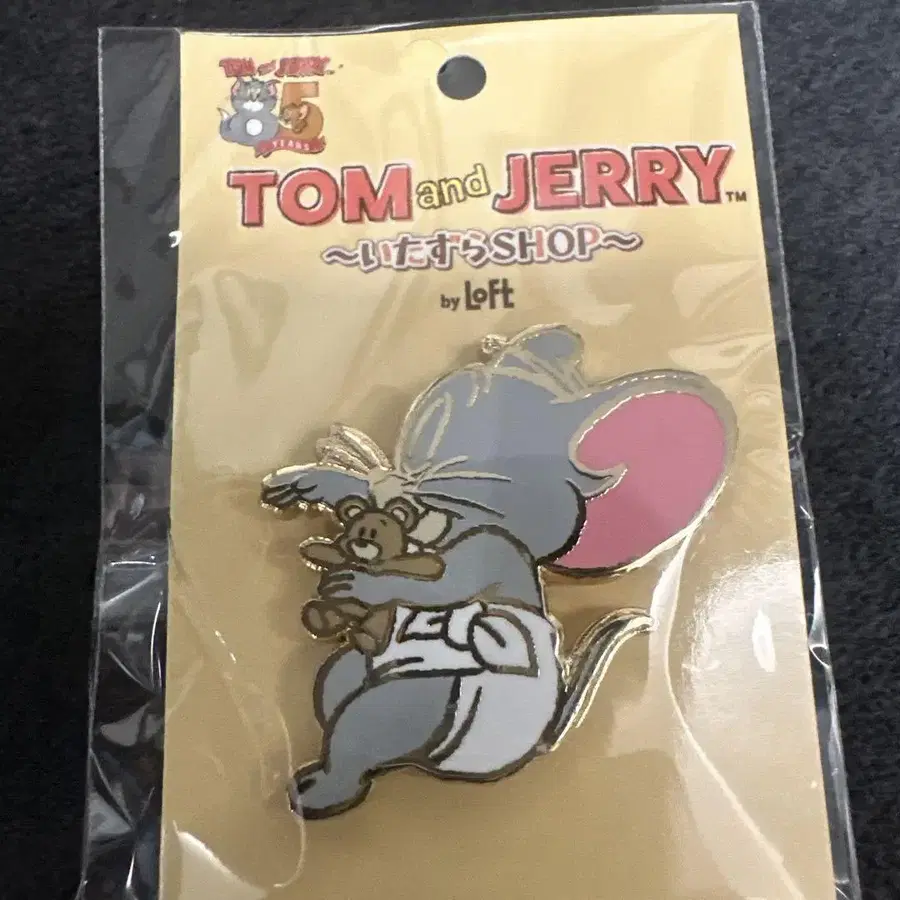 TOM and JERRY
85
YEARS
TOM and JERRY™
～いたずらSHOP～
by LOFT